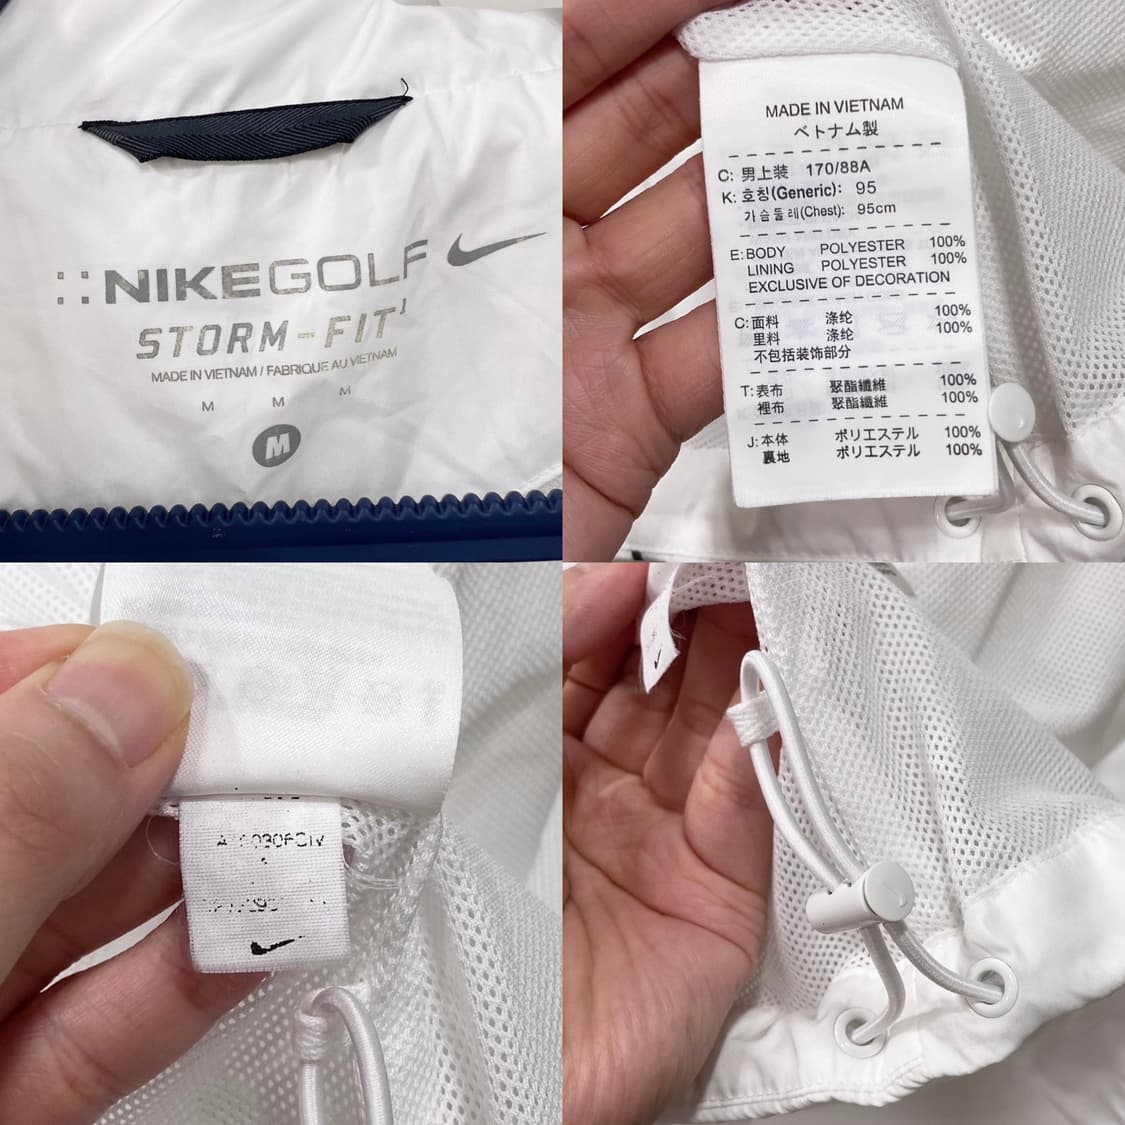 ::NIKEGOLF
STORM-FIT¹
MADE IN VIETNAM / FABRIQUE AU VIETNAM
M M M
M
MADE IN VIETNAM
ベトナム製
C: 男上装 170/88A
K: 호칭(Generic): 95
가슴둘레(Chest): 95cm
E: BODY POLYESTER 100%
LINING POLYESTER 100%
EXCLUSIVE OF DECORATION
C: 面料 涤纶 100%
里料 涤纶 100%
不包括装饰部分
T: 表布 聚酯纖維 100%
裡布 聚酯纖維 100%
J: 本体 ポリエステル 100%
裏地 ポリエステル 100%